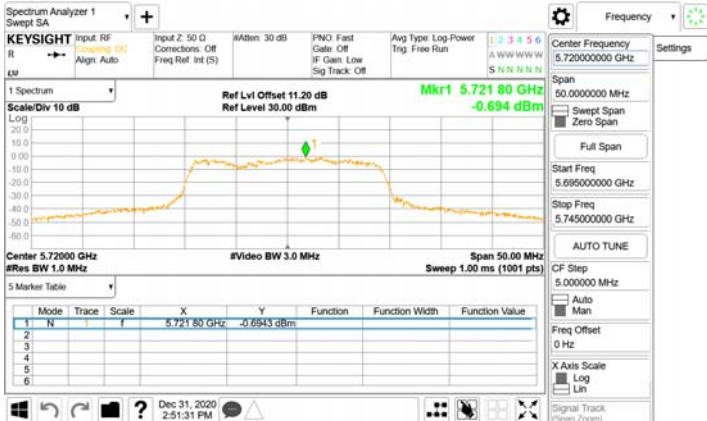 Spectrum Analyzer 1
Swept SA
+
Frequency
KEYSIGHT
R
Input: RF
Coupling: DC
Align: Auto
Input Z: 50 Ω
Corrections: Off
Freq Ref: Int (S)
#Atten: 30 dB
PNO: Fast
Gate: Off
IF Gain: Low
Sig Track: Off
Avg Type: Log-Power
Trig: Free Run
1 2 3 4 5 6
A W W W W W
S N N N N N
1 Spectrum
Scale/Div 10 dB
Ref Lvl Offset 11.20 dB
Ref Level 30.00 dBm
Mkr1 5.721 80 GHz
-0.694 dBm
Log
20.0
10.0
0.00
-10.0
-20.0
-30.0
-40.0
-50.0
-60.0
1
Center 5.72000 GHz
#Res BW 1.0 MHz
#Video BW 3.0 MHz
Span 50.00 MHz
Sweep 1.00 ms (1001 pts)
5 Marker Table
Mode Trace Scale X Y Function Function Width Function Value
1 N 1 f 5.721 80 GHz -0.6943 dBm
2
3
4
5
6
Dec 31, 2020
2:51:31 PM
?
Center Frequency
5.720000000 GHz
Settings
Span
50.0000000 MHz
Swept Span
Zero Span
Full Span
Start Freq
5.695000000 GHz
Stop Freq
5.745000000 GHz
AUTO TUNE
CF Step
5.000000 MHz
Auto
Man
Freq Offset
0 Hz
X Axis Scale
Log
Lin
Signal Track
(Span Zoom)